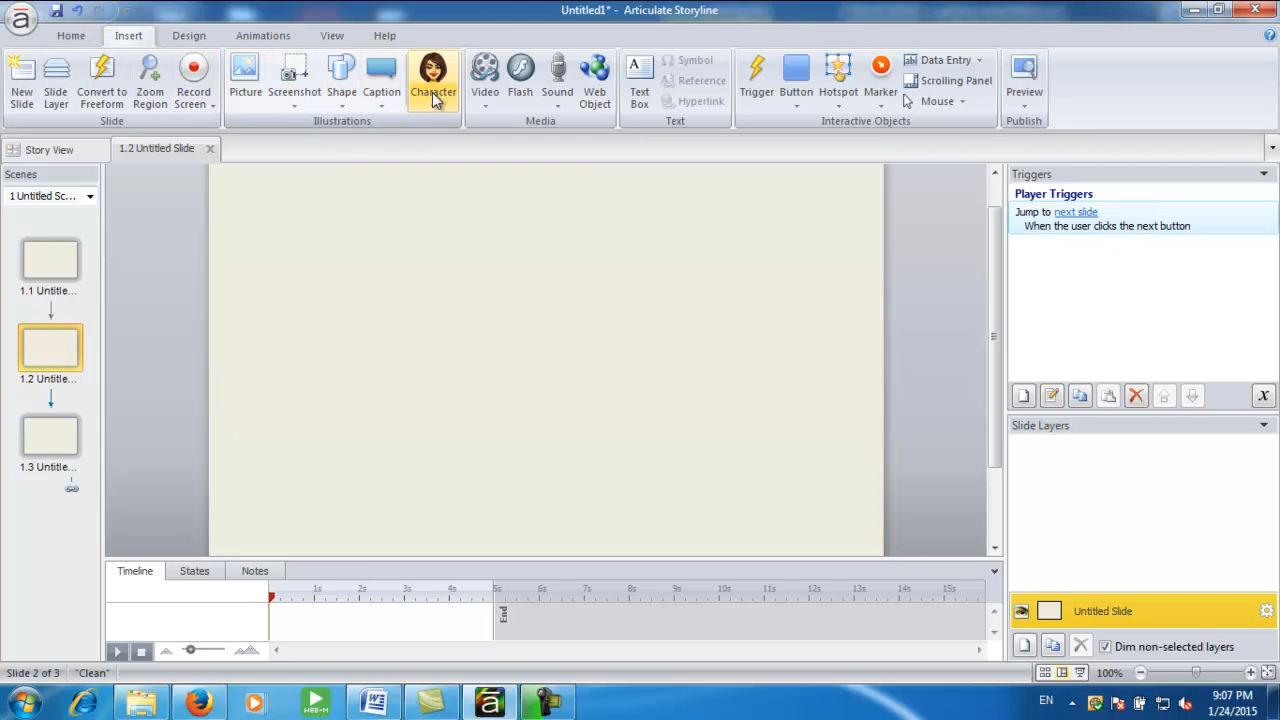 Untitled1* - Articulate Storyline
Home Insert Design Animations View Help
New Slide
Slide Layer
Convert to Freeform
Zoom Region
Record Screen
Slide
Picture
Screenshot
Shape
Caption
Character
Illustrations
Video
Flash
Sound
Web Object
Media
Text Box
Symbol
Reference
Hyperlink
Text
Trigger
Button
Hotspot
Marker
Data Entry
Scrolling Panel
Mouse
Interactive Objects
Preview
Publish
Story View
1.2 Untitled Slide
Scenes
1 Untitled Sc...
1.1 Untitle...
1.2 Untitle...
1.3 Untitle...
Triggers
Player Triggers
Jump to next slide
When the user clicks the next button
Slide Layers
Untitled Slide
Dim non-selected layers
Timeline States Notes
1s 2s 3s 4s 5s 6s 7s 8s 9s 10s 11s 12s 13s 14s 15s
End
Slide 2 of 3 "Clean"
100%
EN
9:07 PM
1/24/2015